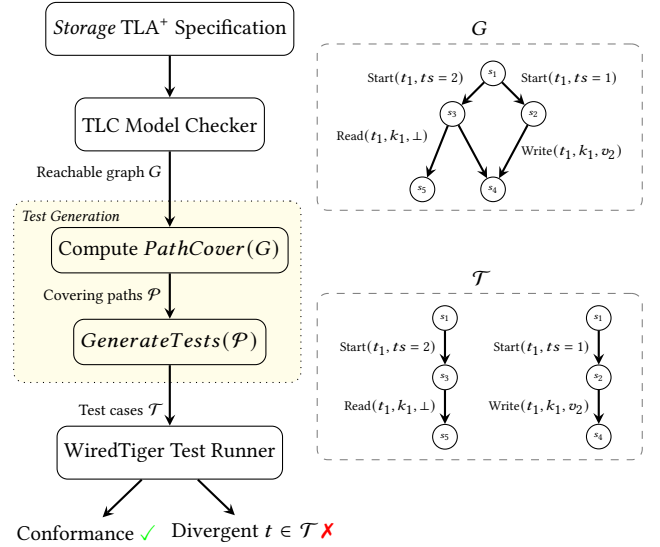 Storage TLA⁺ Specification
TLC Model Checker
Reachable graph G
Test Generation
Compute PathCover(G)
Covering paths 𝒫
GenerateTests(𝒫)
Test cases 𝒯
WiredTiger Test Runner
Conformance ✓
Divergent t ∈ 𝒯 ✗
G
s₁
Start(t₁, ts = 2)
Start(t₁, ts = 1)
s₃
s₂
Read(t₁, k₁, ⊥)
Write(t₁, k₁, v₂)
s₅
s₄
𝒯
s₁
s₁
Start(t₁, ts = 2)
Start(t₁, ts = 1)
s₃
s₂
Read(t₁, k₁, ⊥)
Write(t₁, k₁, v₂)
s₅
s₄